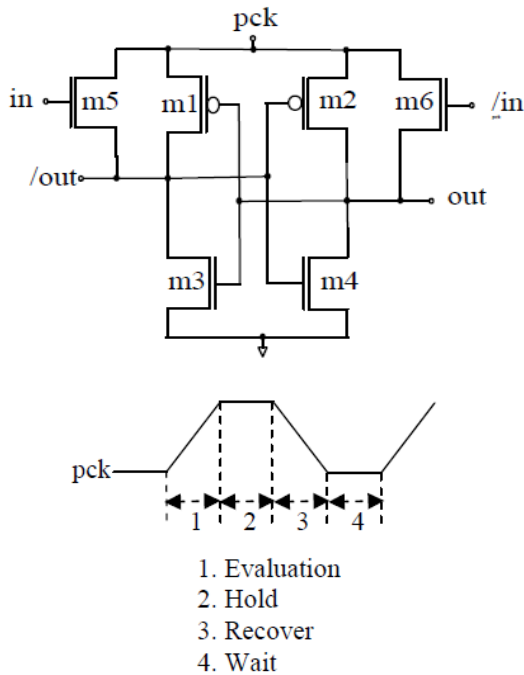 pck
in
m5
m1
m2
m6
/in
/out
out
m3
m4
pck
1
2
3
4
1. Evaluation
2. Hold
3. Recover
4. Wait